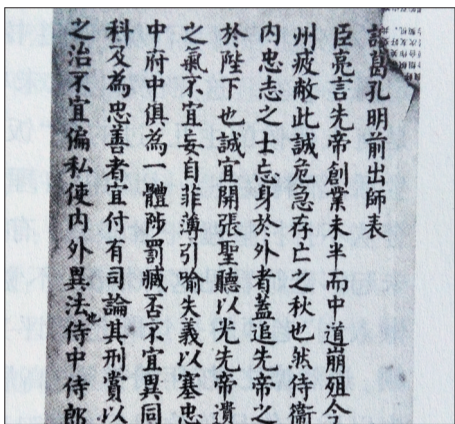 諸葛孔明前出師表
臣亮言先帝創業未半而中道崩殂今
州疲敝此誠危急存亡之秋也然待衞
内忠志之士忘身於外者蓋追先帝之
於陛下也誠宜開張聖聽以光先帝遺
之氣不宜妄自菲薄引喻失義以塞忠
中府中俱為一體陟罰臧否不宜異同
科及為忠善者宜付有司論其刑賞以
之治不宜偏私使内外異法也侍中侍郎